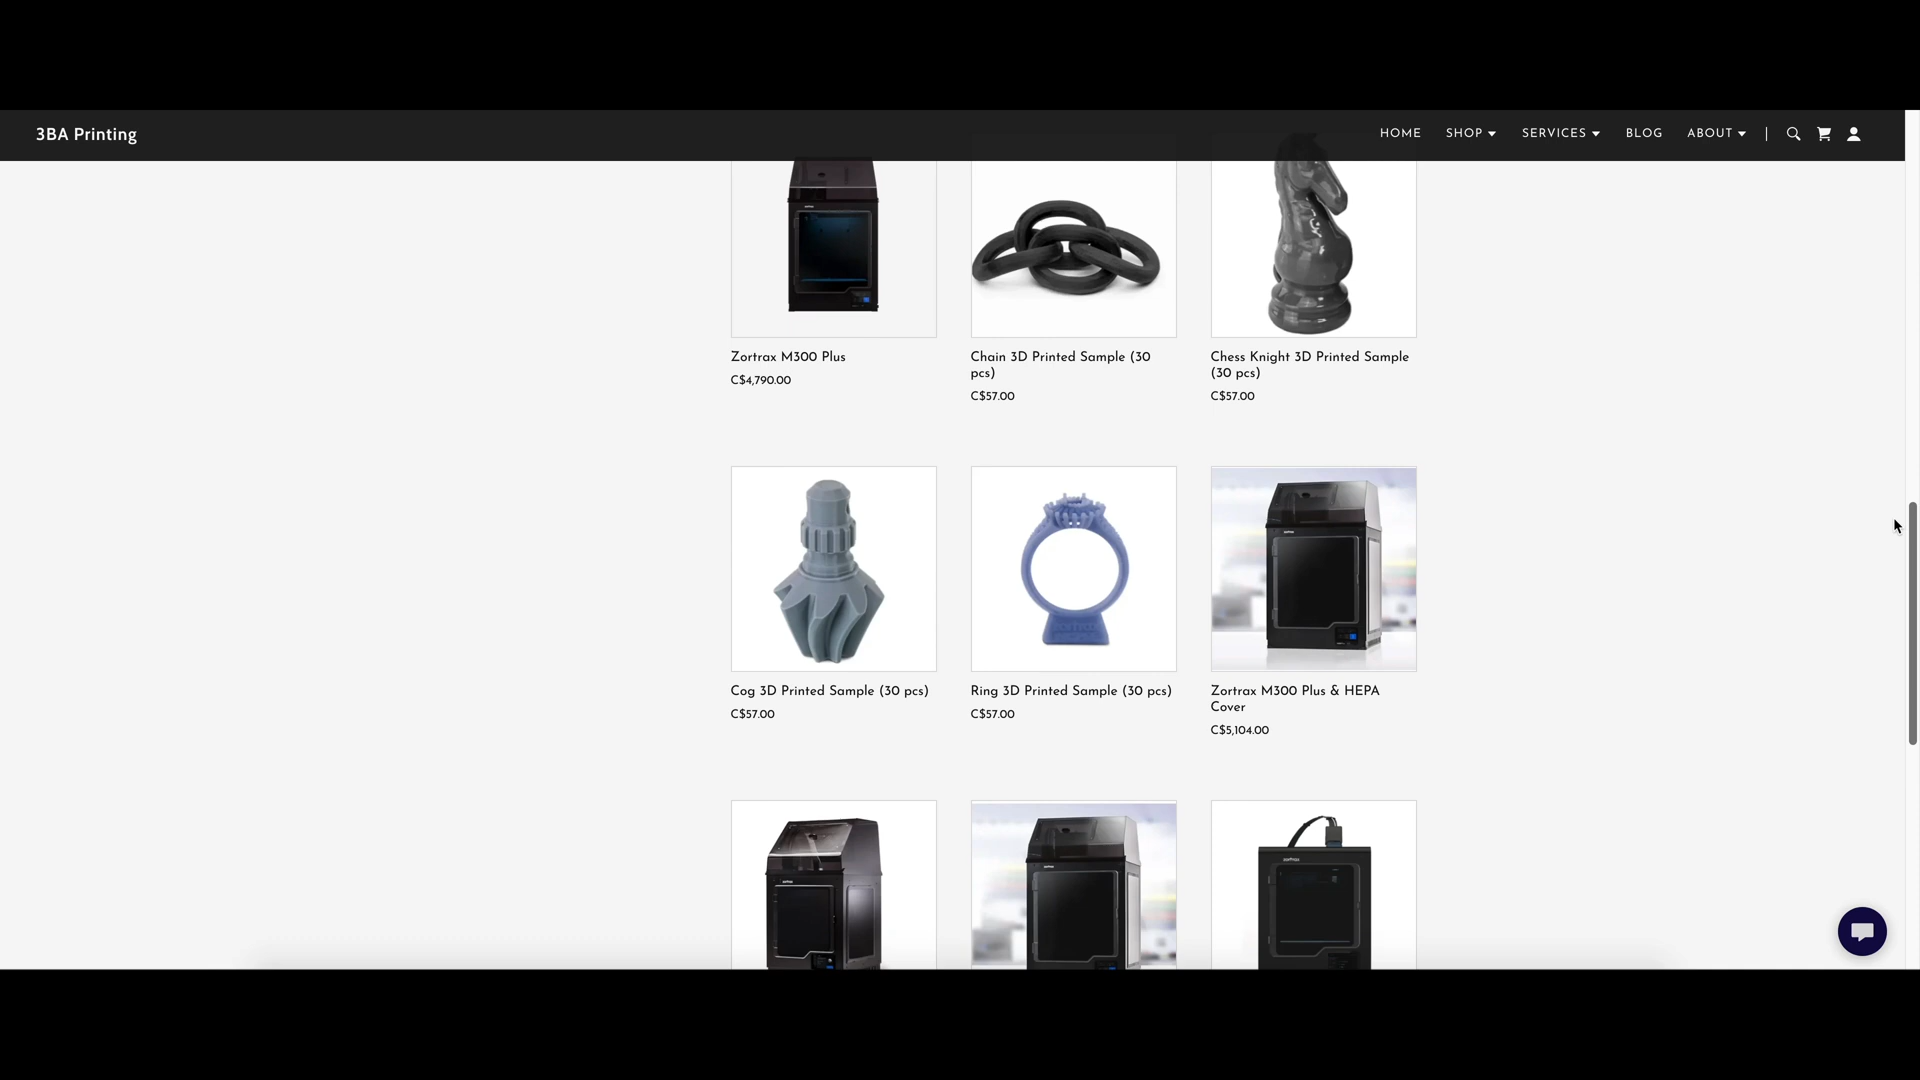 3BA Printing
HOME SHOP SERVICES BLOG ABOUT
Zortrax M300 Plus
C$4,790.00
Chain 3D Printed Sample (30
pcs)
C$57.00
Chess Knight 3D Printed Sample
(30 pcs)
C$57.00
Cog 3D Printed Sample (30 pcs)
C$57.00
Ring 3D Printed Sample (30 pcs)
C$57.00
Zortrax M300 Plus & HEPA
Cover
C$5,104.00